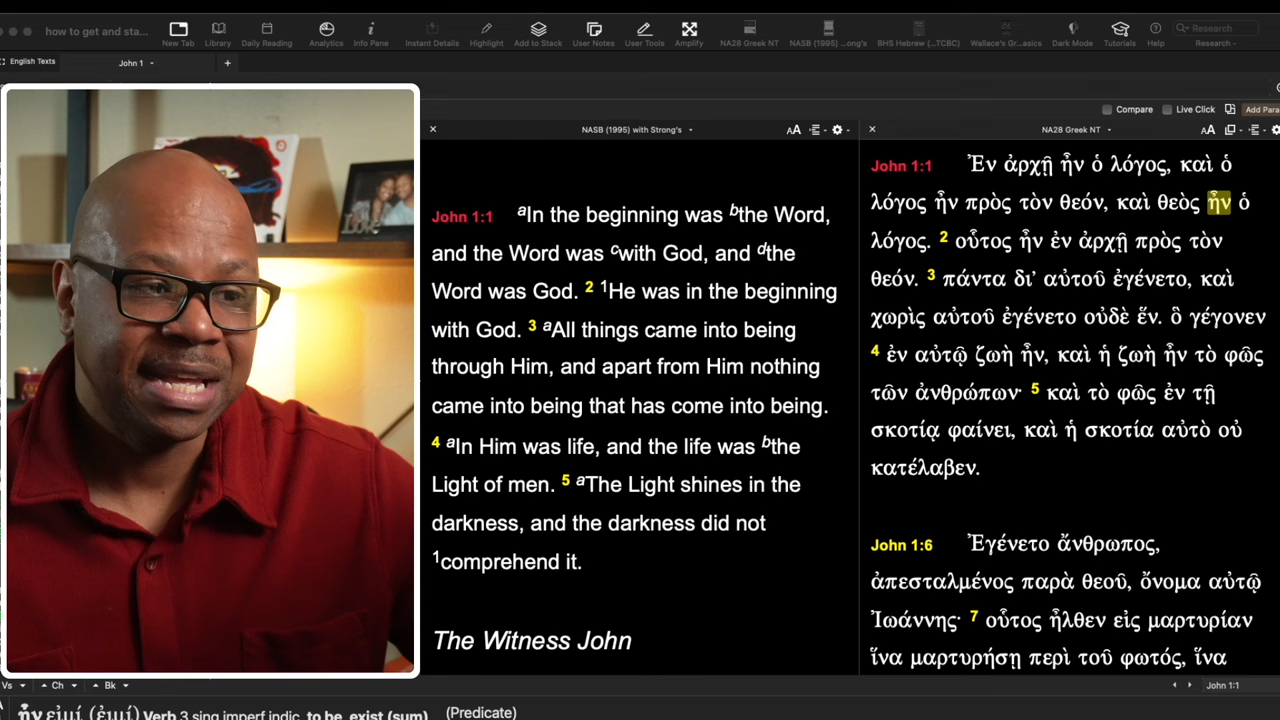 how to get and sta...
New Tab
Library
Daily Reading
Analytics
Info Pane
Instant Details
Highlight
Add to Stack
User Notes
User Tools
Amplify
NA28 Greek NT
NASB (1995) ...ong's
BHS Hebrew (...TCBC)
Wallace's Gr...asics
Dark Mode
Tutorials
Help
Research
Research
English Texts
John 1
+
Compare
Live Click
Add Para
NASB (1995) with Strong's
AA
John 1:1 aIn the beginning was bthe Word,
and the Word was cwith God, and dthe
Word was God. 2 1He was in the beginning
with God. 3 aAll things came into being
through Him, and apart from Him nothing
came into being that has come into being.
4 aIn Him was life, and the life was bthe
Light of men. 5 aThe Light shines in the
darkness, and the darkness did not
1comprehend it.
The Witness John
NA28 Greek NT
AA
John 1:1 Ἐν ἀρχῇ ἦν ὁ λόγος, καὶ ὁ
λόγος ἦν πρὸς τὸν θεόν, καὶ θεὸς ἦν ὁ
λόγος. 2 οὗτος ἦν ἐν ἀρχῇ πρὸς τὸν
θεόν. 3 πάντα δι’ αὐτοῦ ἐγένετο, καὶ
χωρὶς αὐτοῦ ἐγένετο οὐδὲ ἕν. ὃ γέγονεν
4 ἐν αὐτῷ ζωὴ ἦν, καὶ ἡ ζωὴ ἦν τὸ φῶς
τῶν ἀνθρώπων· 5 καὶ τὸ φῶς ἐν τῇ
σκοτίᾳ φαίνει, καὶ ἡ σκοτία αὐτὸ οὐ
κατέλαβεν.
John 1:6 Ἐγένετο ἄνθρωπος,
ἀπεσταλμένος παρὰ θεοῦ, ὄνομα αὐτῷ
Ἰωάννης· 7 οὗτος ἦλθεν εἰς μαρτυρίαν
ἵνα μαρτυρήσῃ περὶ τοῦ φωτός, ἵνα
Vs
Ch
Bk
John 1:1
ἦν εἰμί (εἰμί) Verb 3 sing imperf indic to be, exist (sum) (Predicate)